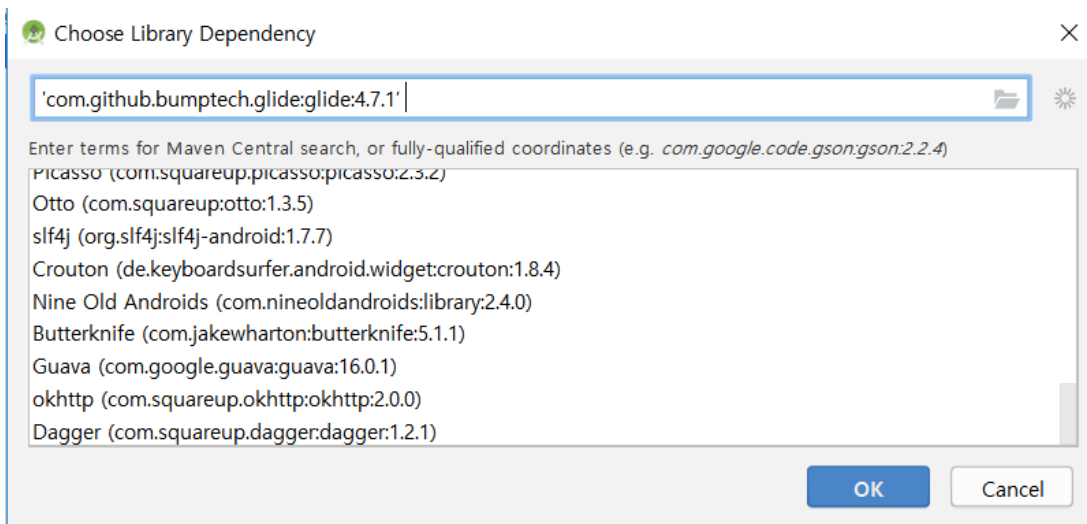 Choose Library Dependency
'com.github.bumptech.glide:glide:4.7.1'
Enter terms for Maven Central search, or fully-qualified coordinates (e.g. com.google.code.gson:gson:2.2.4)
Picasso (com.squareup.picasso:picasso:2.3.2)
Otto (com.squareup:otto:1.3.5)
slf4j (org.slf4j:slf4j-android:1.7.7)
Crouton (de.keyboardsurfer.android.widget:crouton:1.8.4)
Nine Old Androids (com.nineoldandroids:library:2.4.0)
Butterknife (com.jakewharton:butterknife:5.1.1)
Guava (com.google.guava:guava:16.0.1)
okhttp (com.squareup.okhttp:okhttp:2.0.0)
Dagger (com.squareup.dagger:dagger:1.2.1)
OK Cancel